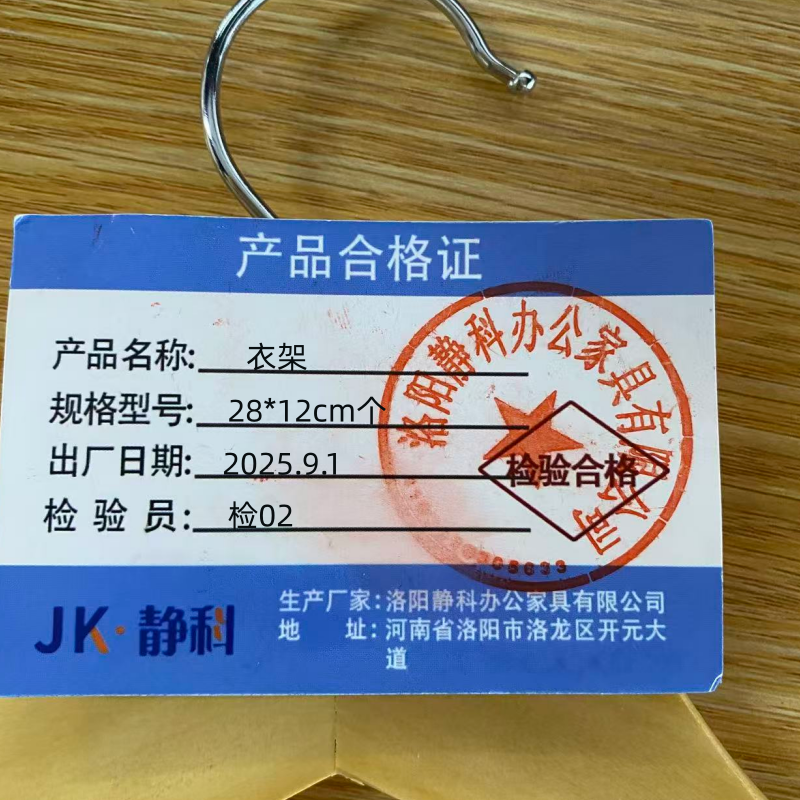 产品合格证
产品名称: 衣架
规格型号: 28*12cm个
出厂日期: 2025.9.1
检验员: 检02
洛阳静科办公家具有限公司
检验合格
JK·静科
生产厂家:洛阳静科办公家具有限公司
地 址:河南省洛阳市洛龙区开元大
道